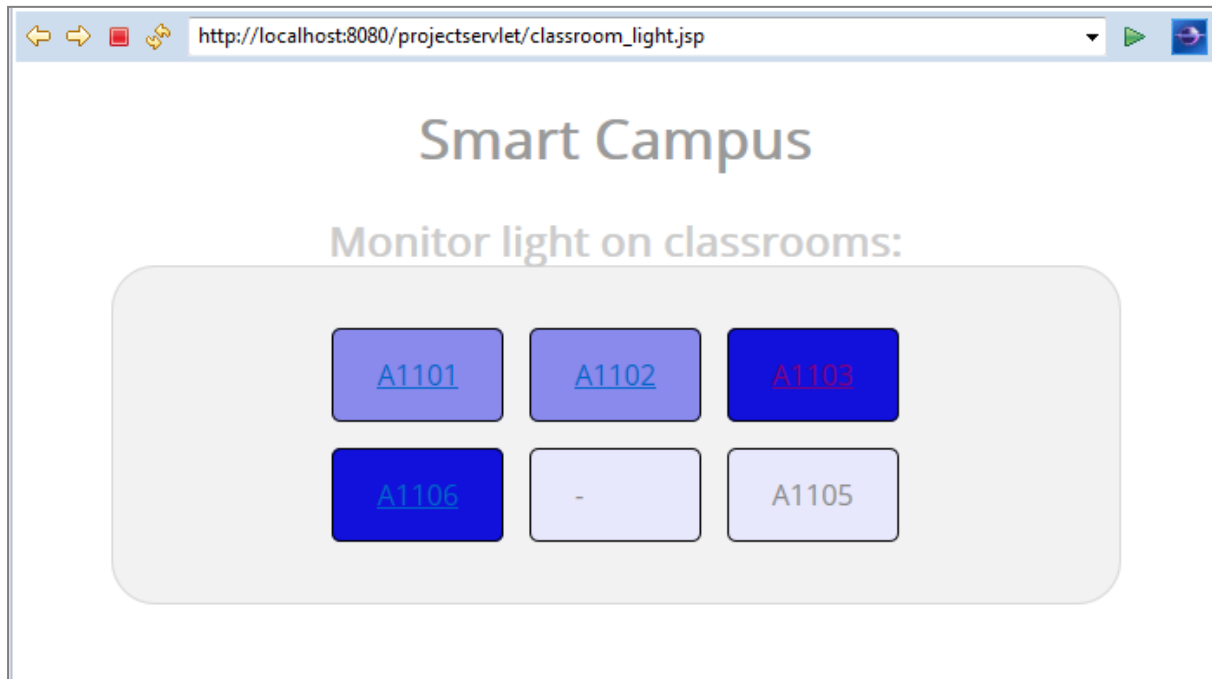 http://localhost:8080/projectservlet/classroom_light.jsp
Smart Campus
Monitor light on classrooms:
A1101 A1102 A1103
A1106 - A1105